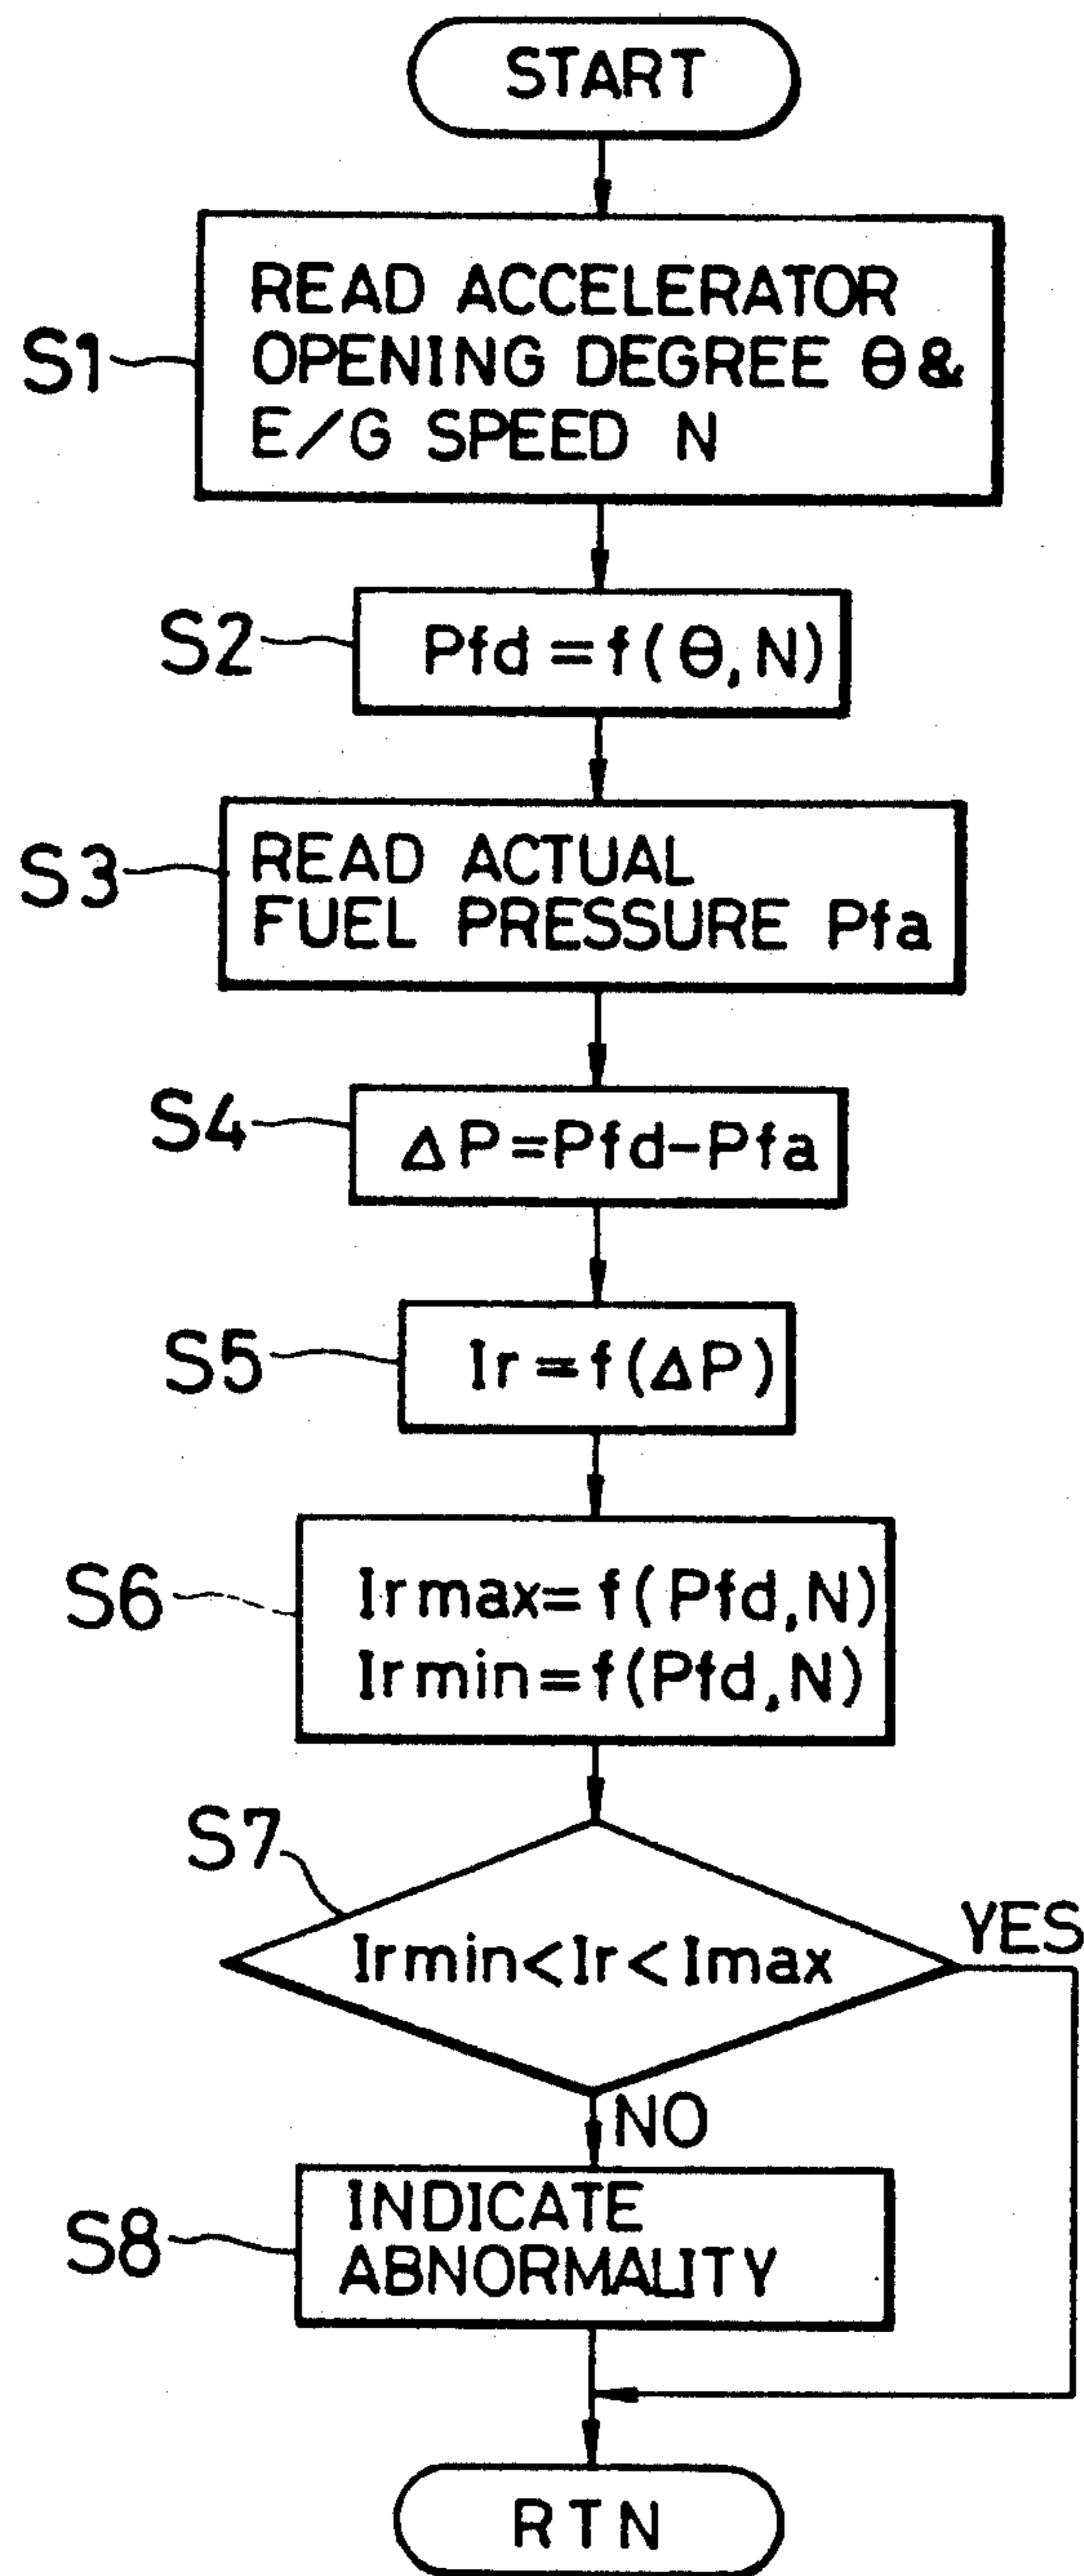 START
S1
READ ACCELERATOR
OPENING DEGREE θ &
E/G SPEED N
S2
Pfd = f(θ, N)
S3
READ ACTUAL
FUEL PRESSURE Pfa
S4
ΔP = Pfd - Pfa
S5
Ir = f(ΔP)
S6
Irmax = f(Pfd, N)
Irmin = f(Pfd, N)
S7
Irmin < Ir < Imax
YES
NO
S8
INDICATE
ABNORMALITY
RTN